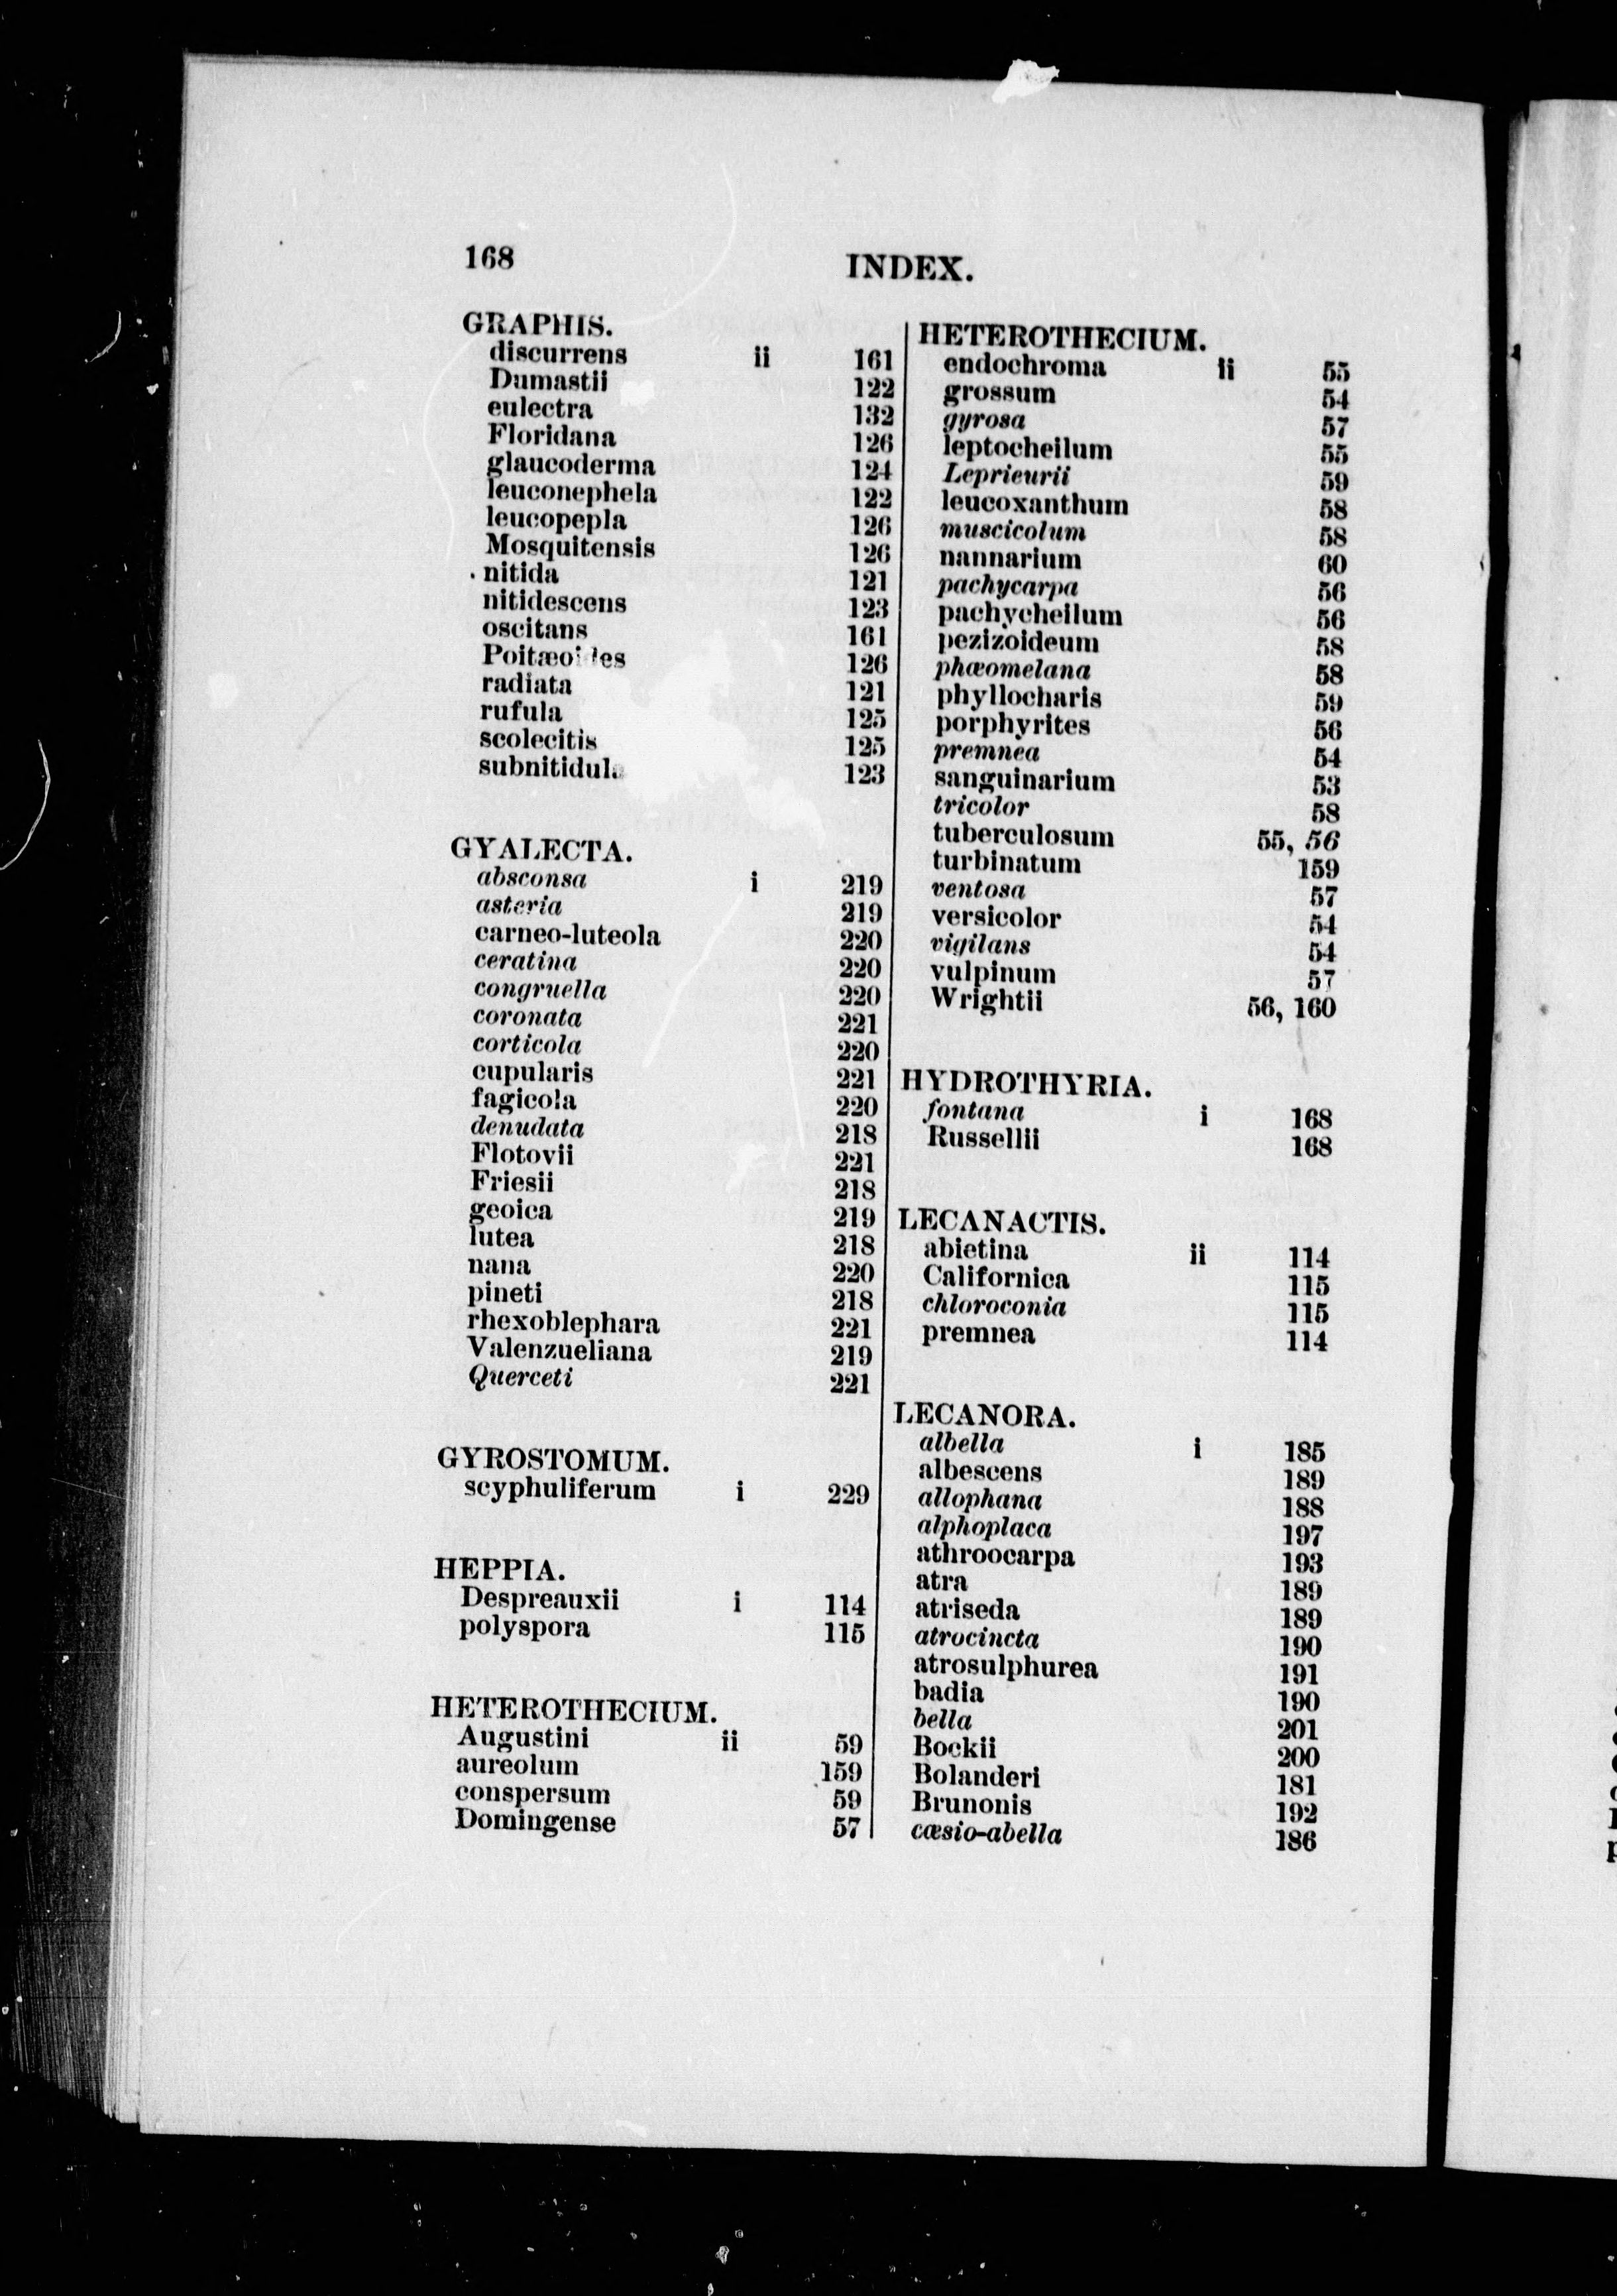 168
INDEX.
GRAPHIS.
discurrens ii 161
Dumastii 122
eulectra 132
Floridana 126
glaucoderma 124
leuconephela 122
leucopepla 126
Mosquitensis 126
nitida 121
nitidescens 123
oscitans 161
126
radiata 121
rufula 125
scolecitis 125
123
GYALECTA.
absconsa i 219
asteria 219
carneo-luteola 220
ceratina 220
congruella 220
coronata 221
corticola 220
cupularis 221
fagicola 220
denudata 218
Flotovii 221
Friesii 218
geoica 219
lutea 218
nana 220
pineti 218
rhexoblephara 221
Valenzueliana 219
Querceti 221
GYROSTOMUM.
scyphuliferum i 229
HEPPIA.
Despreauxii i 114
polyspora 115
HETEROTHECIUM.
Augustini ii 59
aureolum 159
conspersum 59
Domingense 57
HETEROTHECIUM.
endochroma ii 55
grossum 54
gyrosa 57
leptocheilum 55
Leprieurii 59
leucoxanthum 58
muscicolum 58
nannarium 60
pachycarpa 56
pachycheilum 56
pezizoideum 58
phæomelana 58
phyllocharis 59
porphyrites 56
premnea 54
sanguinarium 53
tricolor 58
tuberculosum 55, 56
turbinatum 159
ventosa 57
versicolor 54
vigilans 54
vulpinum 57
Wrightii 56, 160
HYDROTHYRIA.
fontana i 168
Russellii 168
LECANACTIS.
abietina ii 114
Californica 115
chloroconia 115
premnea 114
LECANORA.
albella i 185
albescens 189
allophana 188
alphoplaca 197
athroocarpa 193
atra 189
atriseda 189
atrocincta 190
atrosulphurea 191
badia 190
bella 201
Bockii 200
Bolanderi 181
Brunonis 192
cæsio-abella 186